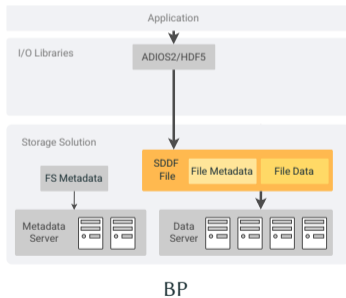 Application
I/O Libraries
ADIOS2/HDF5
Storage Solution
SDDF
File
File Metadata
File Data
FS Metadata
Metadata
Server
Data
Server
BP